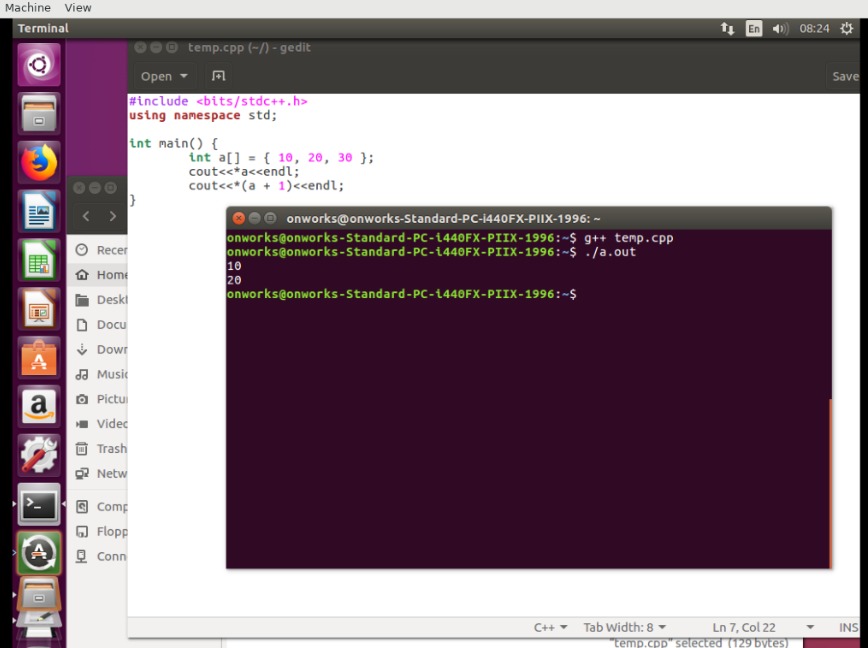 Machine View
Terminal
En
08:24
temp.cpp (~/) - gedit
Open
Save
#include <bits/stdc++.h>
using namespace std;
int main() {
int a[] = { 10, 20, 30 };
cout<<*a<<endl;
cout<<*(a + 1)<<endl;
}
Recen
Home
Deskt
Docu
Down
Music
Pictu
Video
Trash
Netw
Comp
Flopp
Conn
onworks@onworks-Standard-PC-i440FX-PIIX-1996: ~
onworks@onworks-Standard-PC-i440FX-PIIX-1996:~$ g++ temp.cpp
onworks@onworks-Standard-PC-i440FX-PIIX-1996:~$ ./a.out
10
20
onworks@onworks-Standard-PC-i440FX-PIIX-1996:~$
C++ Tab Width: 8 Ln 7, Col 22 INS
"temp.cpp" selected (129 bytes)